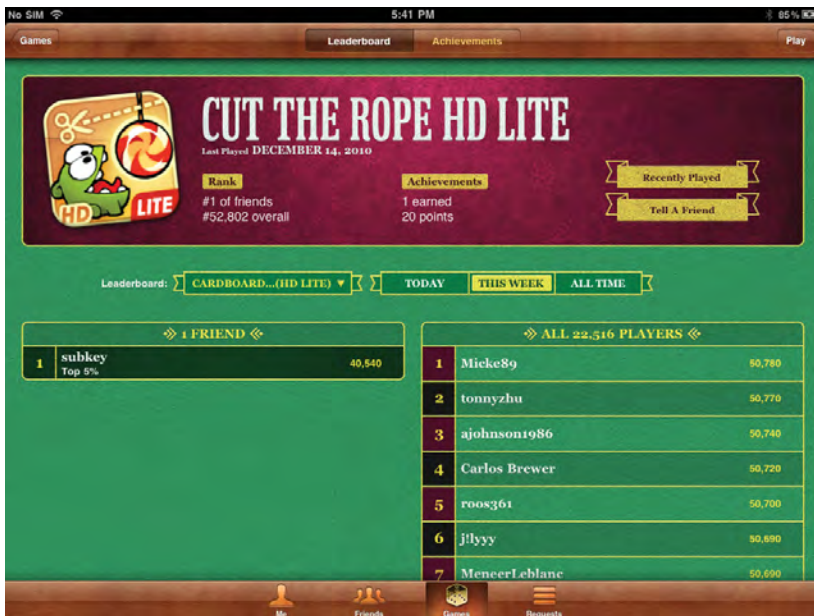 No SIM 5:41 PM 85%
Games Leaderboard Achievements Play
HD LITE
CUT THE ROPE HD LITE
Last Played DECEMBER 14, 2010
Rank
#1 of friends
#52,802 overall
Achievements
1 earned
20 points
Recently Played
Tell A Friend
Leaderboard: CARDBOARD...(HD LITE) ▼ TODAY THIS WEEK ALL TIME
1 FRIEND
1 subkey 40,540
Top 5%
ALL 22,516 PLAYERS
1 Micke89 50,780
2 tonnyzhu 50,770
3 ajohnson1986 50,740
4 Carlos Brewer 50,720
5 roos361 50,700
6 j!lyyy 50,690
7 MeneerLeblanc 50,690
Me Friends Games Requests